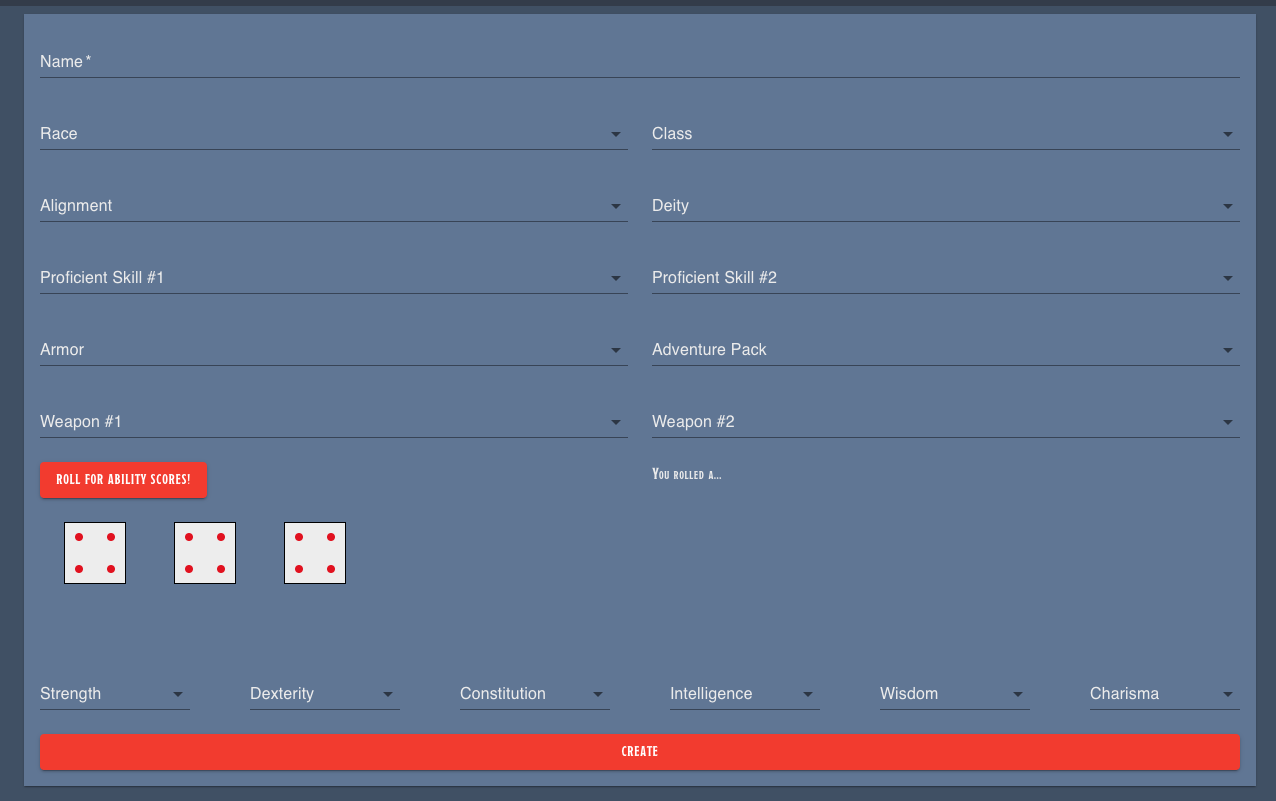 Name *
Race
Class
Alignment
Deity
Proficient Skill #1
Proficient Skill #2
Armor
Adventure Pack
Weapon #1
Weapon #2
ROLL FOR ABILITY SCORES!
You rolled a...
Strength
Dexterity
Constitution
Intelligence
Wisdom
Charisma
CREATE